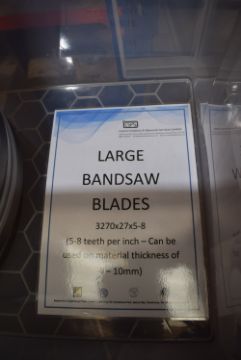 LARGE
BANDSAW
BLADES
3270x27x5-8
(5-8 teeth per inch – Can be
used on material thickness of
– 10mm)